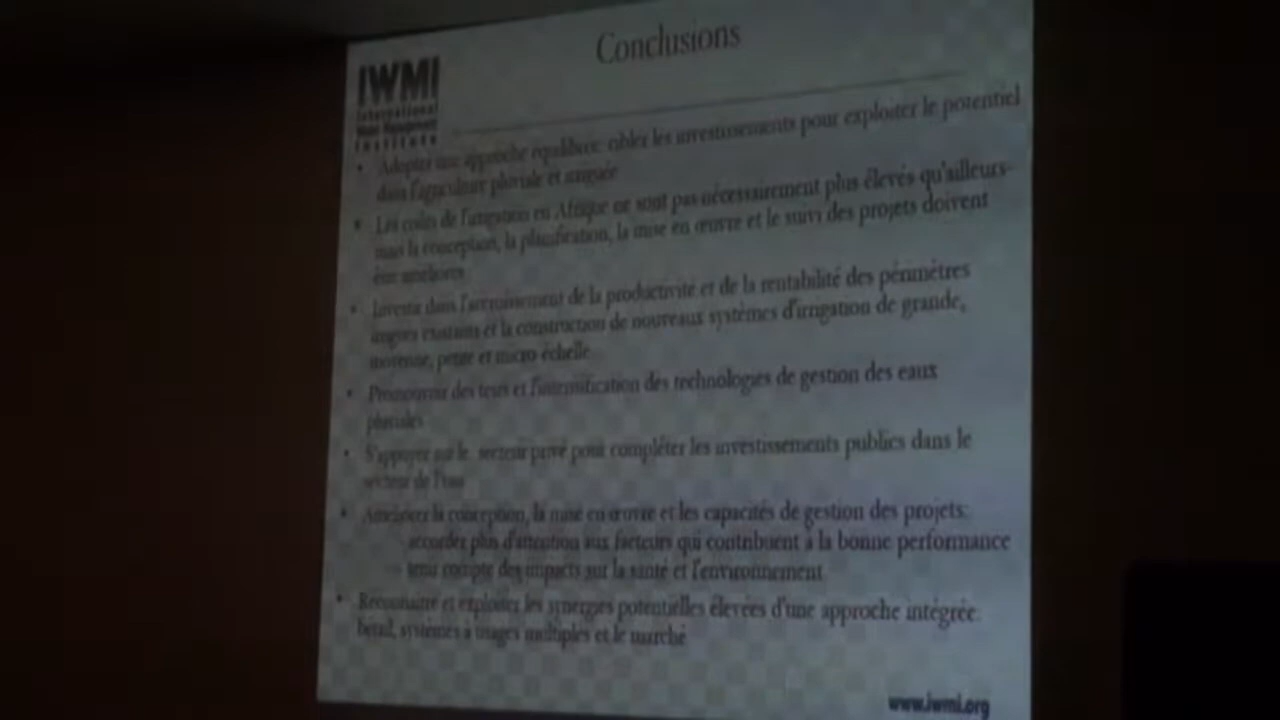 Conclusions
IWMI
International
Water Management
Institute
• Adopter une approche équilibrée: cibler les investissements pour exploiter le potentiel
dans l'agriculture pluviale et irriguée
• Les coûts de l'irrigation en Afrique ne sont pas nécessairement plus élevés qu'ailleurs-
mais la conception, la planification, la mise en œuvre et le suivi des projets doivent
être améliorés
• Investir dans l'accroissement de la productivité et de la rentabilité des périmètres
irrigués existants et la construction de nouveaux systèmes d'irrigation de grande,
moyenne, petite et micro échelle
• Promouvoir des tests et l'intensification des technologies de gestion des eaux
pluviales
• S'appuyer sur le secteur privé pour compléter les investissements publics dans le
secteur de l'eau
• Améliorer la conception, la mise en œuvre et les capacités de gestion des projets:
accorder plus d'attention aux facteurs qui contribuent à la bonne performance
tenir compte des impacts sur la santé et l'environnement
• Reconnaître et exploiter les synergies potentielles élevées d'une approche intégrée:
bétail, systèmes à usages multiples et le marché
www.iwmi.org